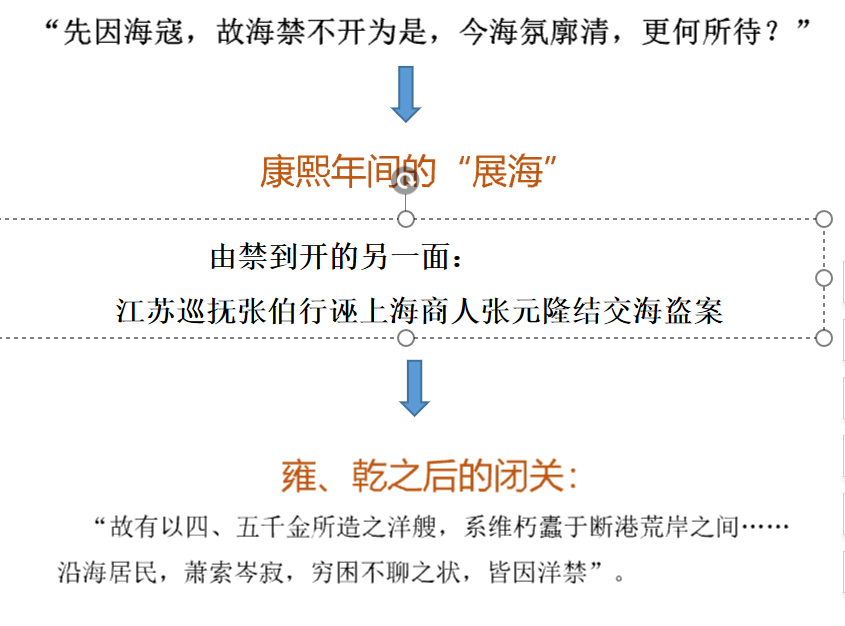 “先因海寇，故海禁不开为是，今海氛廓清，更何所待？”
康熙年间的“展海”
由禁到开的另一面：
江苏巡抚张伯行诬上海商人张元隆结交海盗案
雍、乾之后的闭关：
“故有以四、五千金所造之洋艘，系维朽蠹于断港荒岸之间……
沿海居民，萧索岑寂，穷困不聊之状，皆因洋禁”。